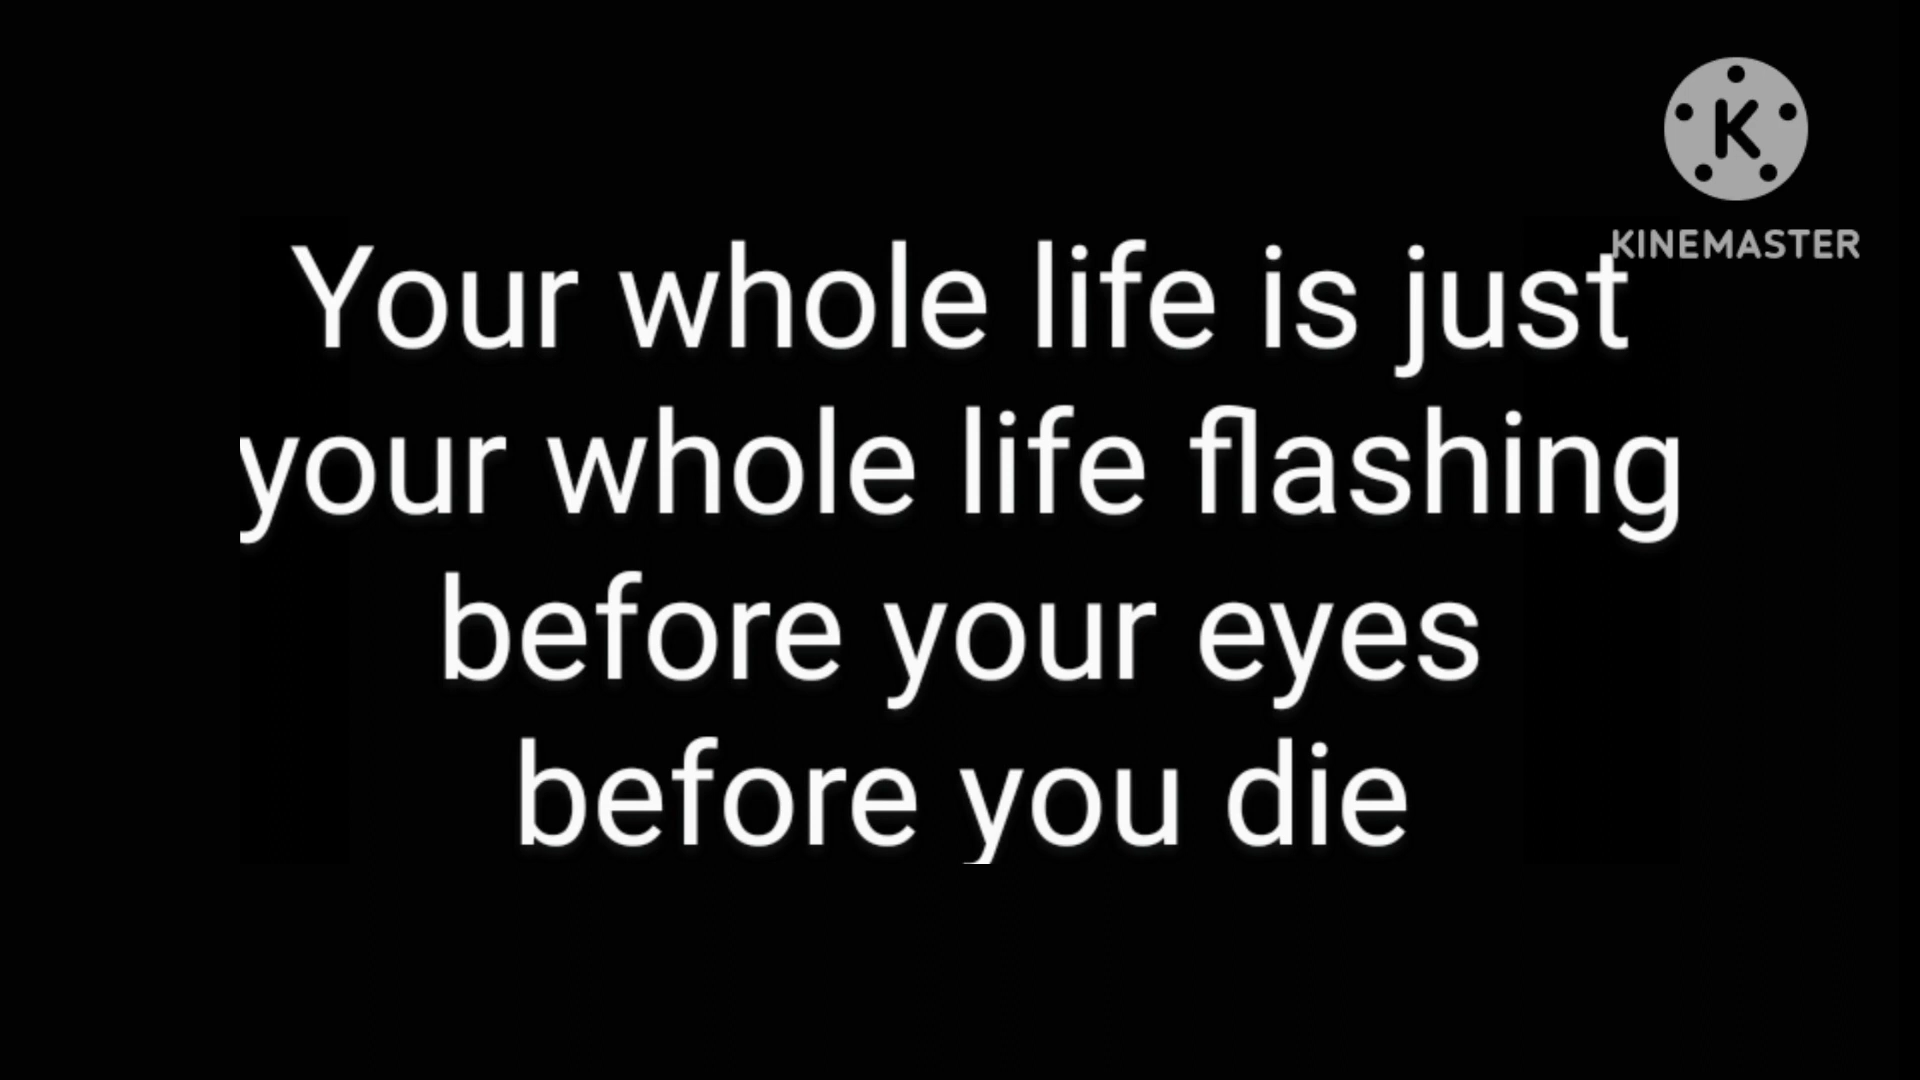 K
KINEMASTER
Your whole life is just
your whole life flashing
before your eyes
before you die